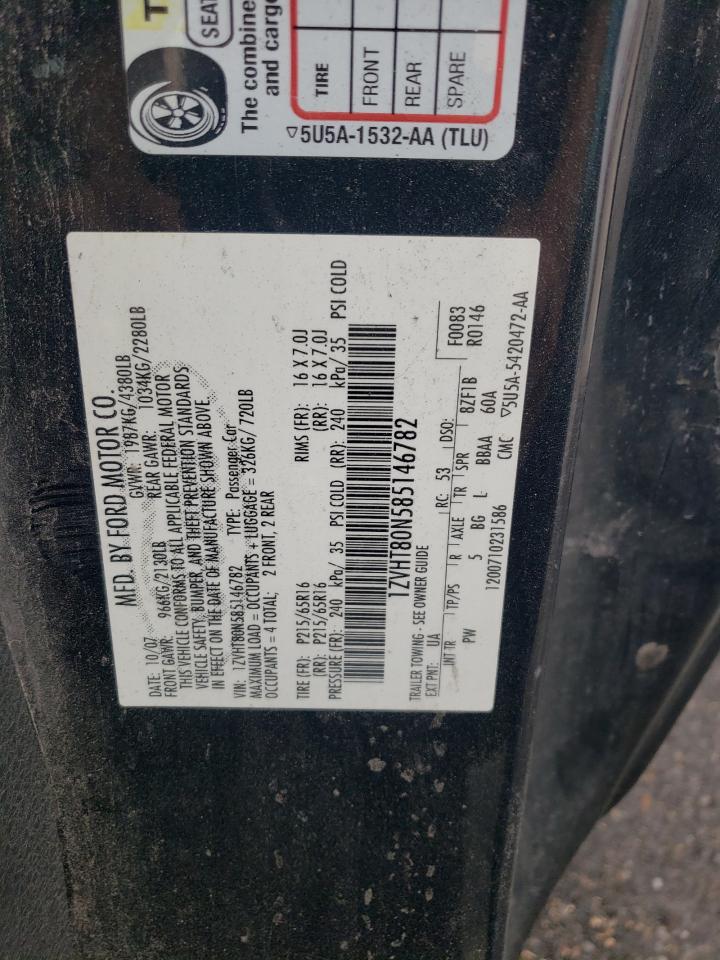 T
SEAT
The combine
and cargo
TIRE
FRONT
REAR
SPARE
▽5U5A-1532-AA (TLU)
MFD. BY FORD MOTOR CO.
DATE: 10/07 GVWR: 1987KG/4380LB
FRONT GAWR: 966KG/2130LB REAR GAWR: 1034KG/2280LB
THIS VEHICLE CONFORMS TO ALL APPLICABLE FEDERAL MOTOR
VEHICLE SAFETY, BUMPER, AND THEFT PREVENTION STANDARDS
IN EFFECT ON THE DATE OF MANUFACTURE SHOWN ABOVE.
VIN: 1ZVHT80N585146782 TYPE: Passenger Car
MAXIMUM LOAD = OCCUPANTS + LUGGAGE = 326KG/720LB
OCCUPANTS = 4 TOTAL; 2 FRONT, 2 REAR
TIRE (FR): P215/65R16 RIMS (FR): 16 X 7.0J
(RR): P215/65R16 (RR): 16 X 7.0J
PRESSURE (FR): 240 kPa/ 35 PSI COLD (RR): 240 kPa/ 35 PSI COLD
1ZVHT80N585146782
TRAILER TOWING - SEE OWNER GUIDE
EXT PNT: UA RC: 53 DSO: F0083
R0146
INT TR TP/PS R AXLE TR SPR 8ZF1B
PW 5 BG L BBAA 60A
1200710231586 CMC ▽5U5A-5420472-AA